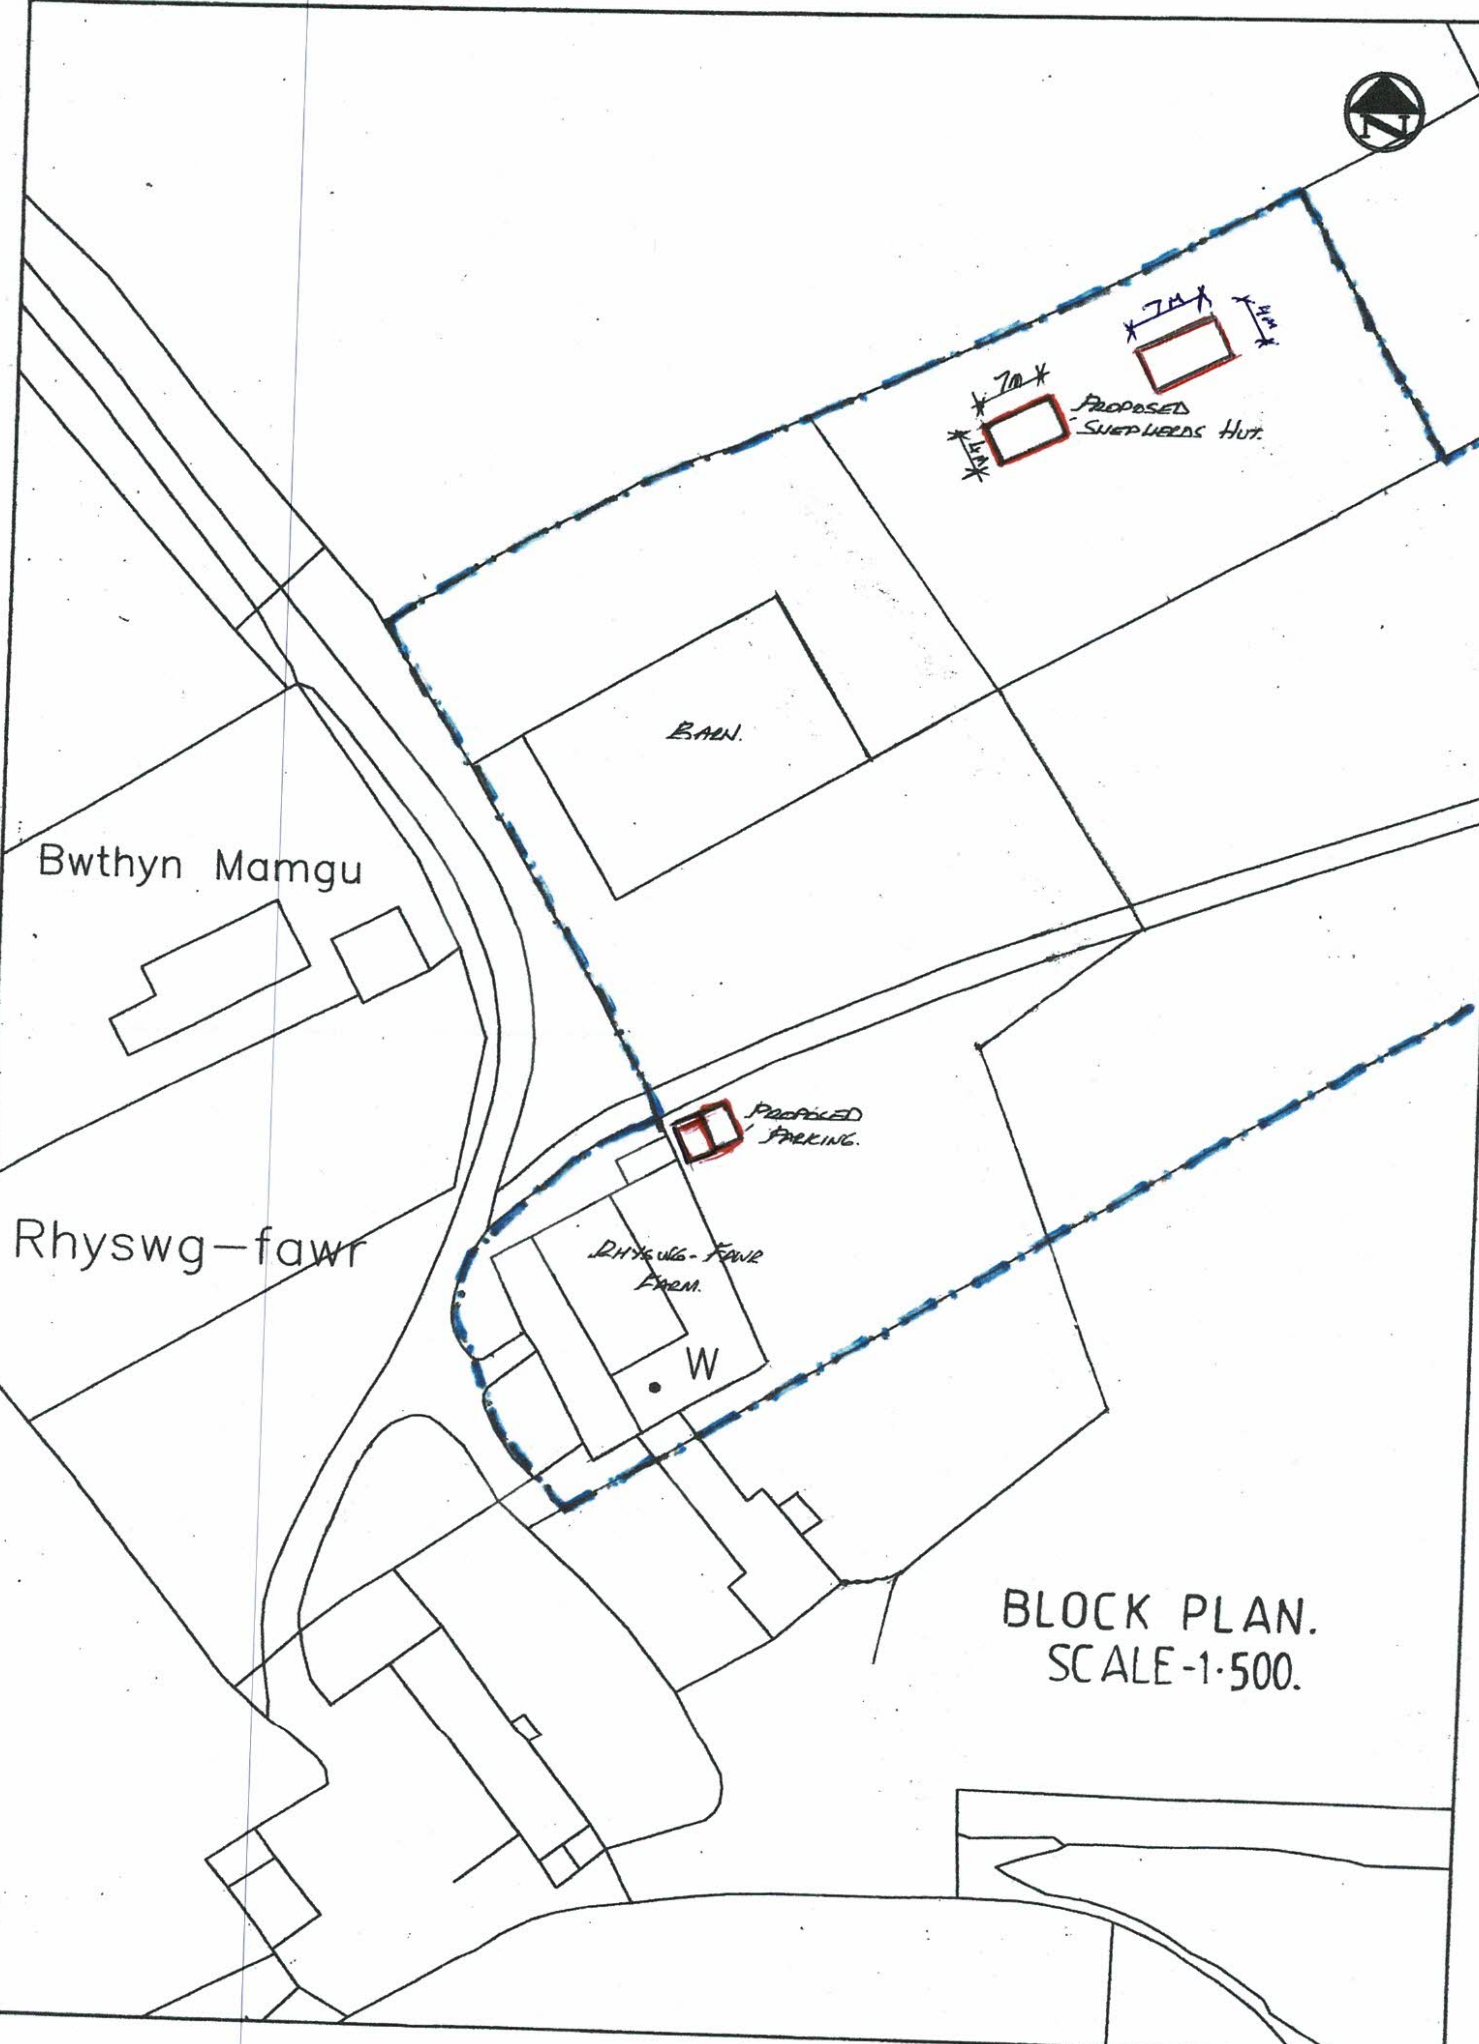 N
7M
4M
7M
4M
PROPOSED
SHEPHERDS HUT.
BARN.
Bwthyn Mamgu
PROPOSED
PARKING.
Rhyswg-fawr
RHYSWG-FAWR
FARM.
W
BLOCK PLAN.
SCALE-1·500.